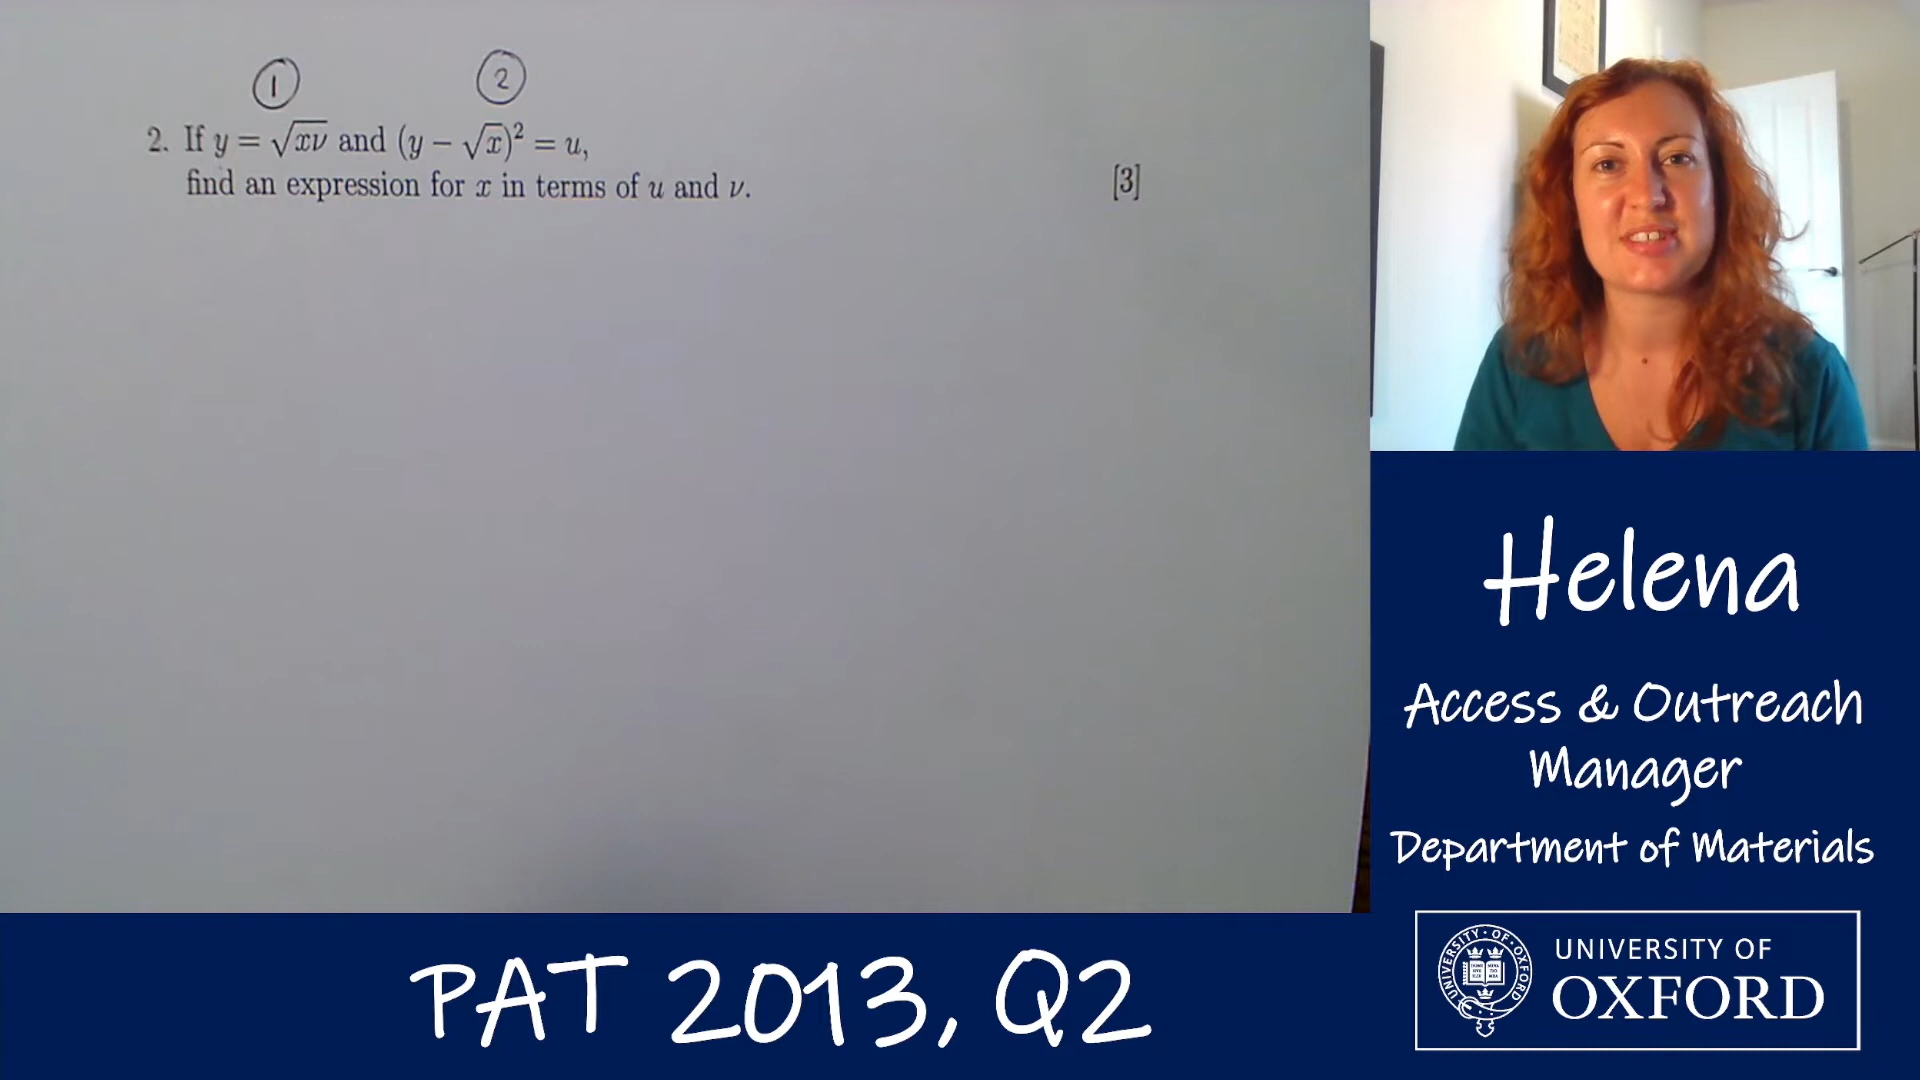 ① ②
2. If y = √xν and (y − √x)² = u,
find an expression for x in terms of u and ν. [3]
Helena
Access & Outreach
Manager
Department of Materials
UNIVERSITY OF
OXFORD
PAT 2013, Q2